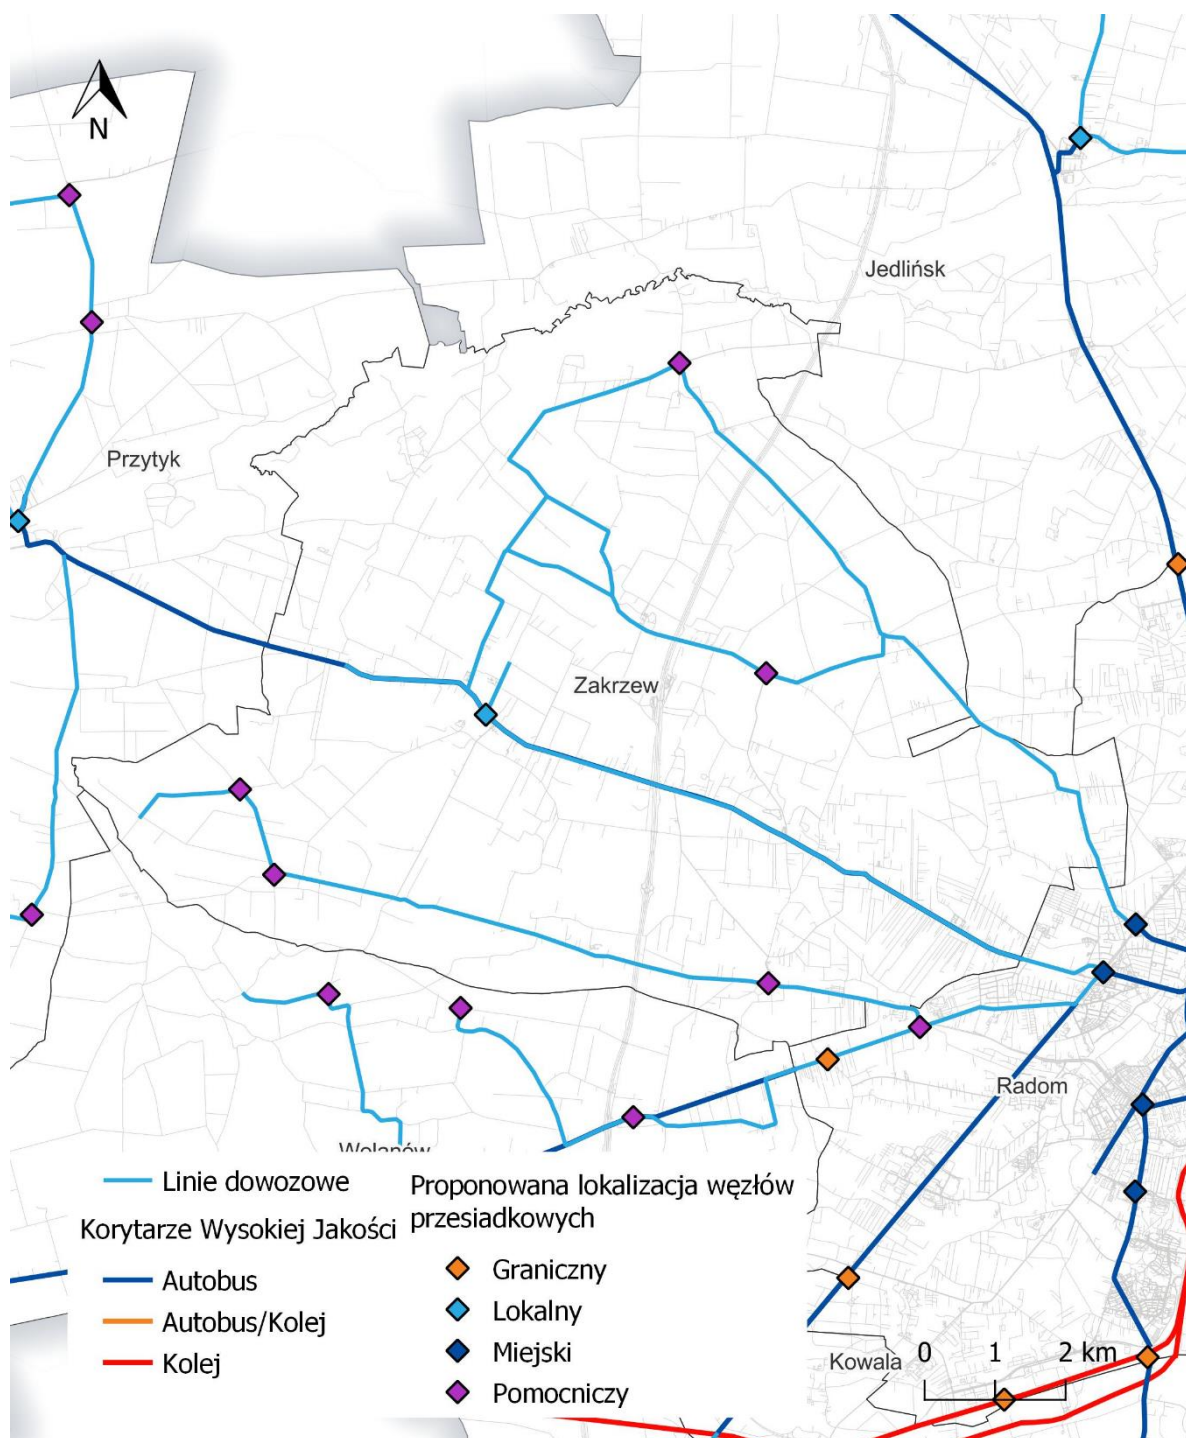 N
Jedlińsk
Przytyk
Zakrzew
Radom
Wolanów
Linie dowozowe
Korytarze Wysokiej Jakości
Autobus
Autobus/Kolej
Kolej
Proponowana lokalizacja węzłów
przesiadkowych
Graniczny
Lokalny
Miejski
Pomocniczy
Kowala
0 1 2 km